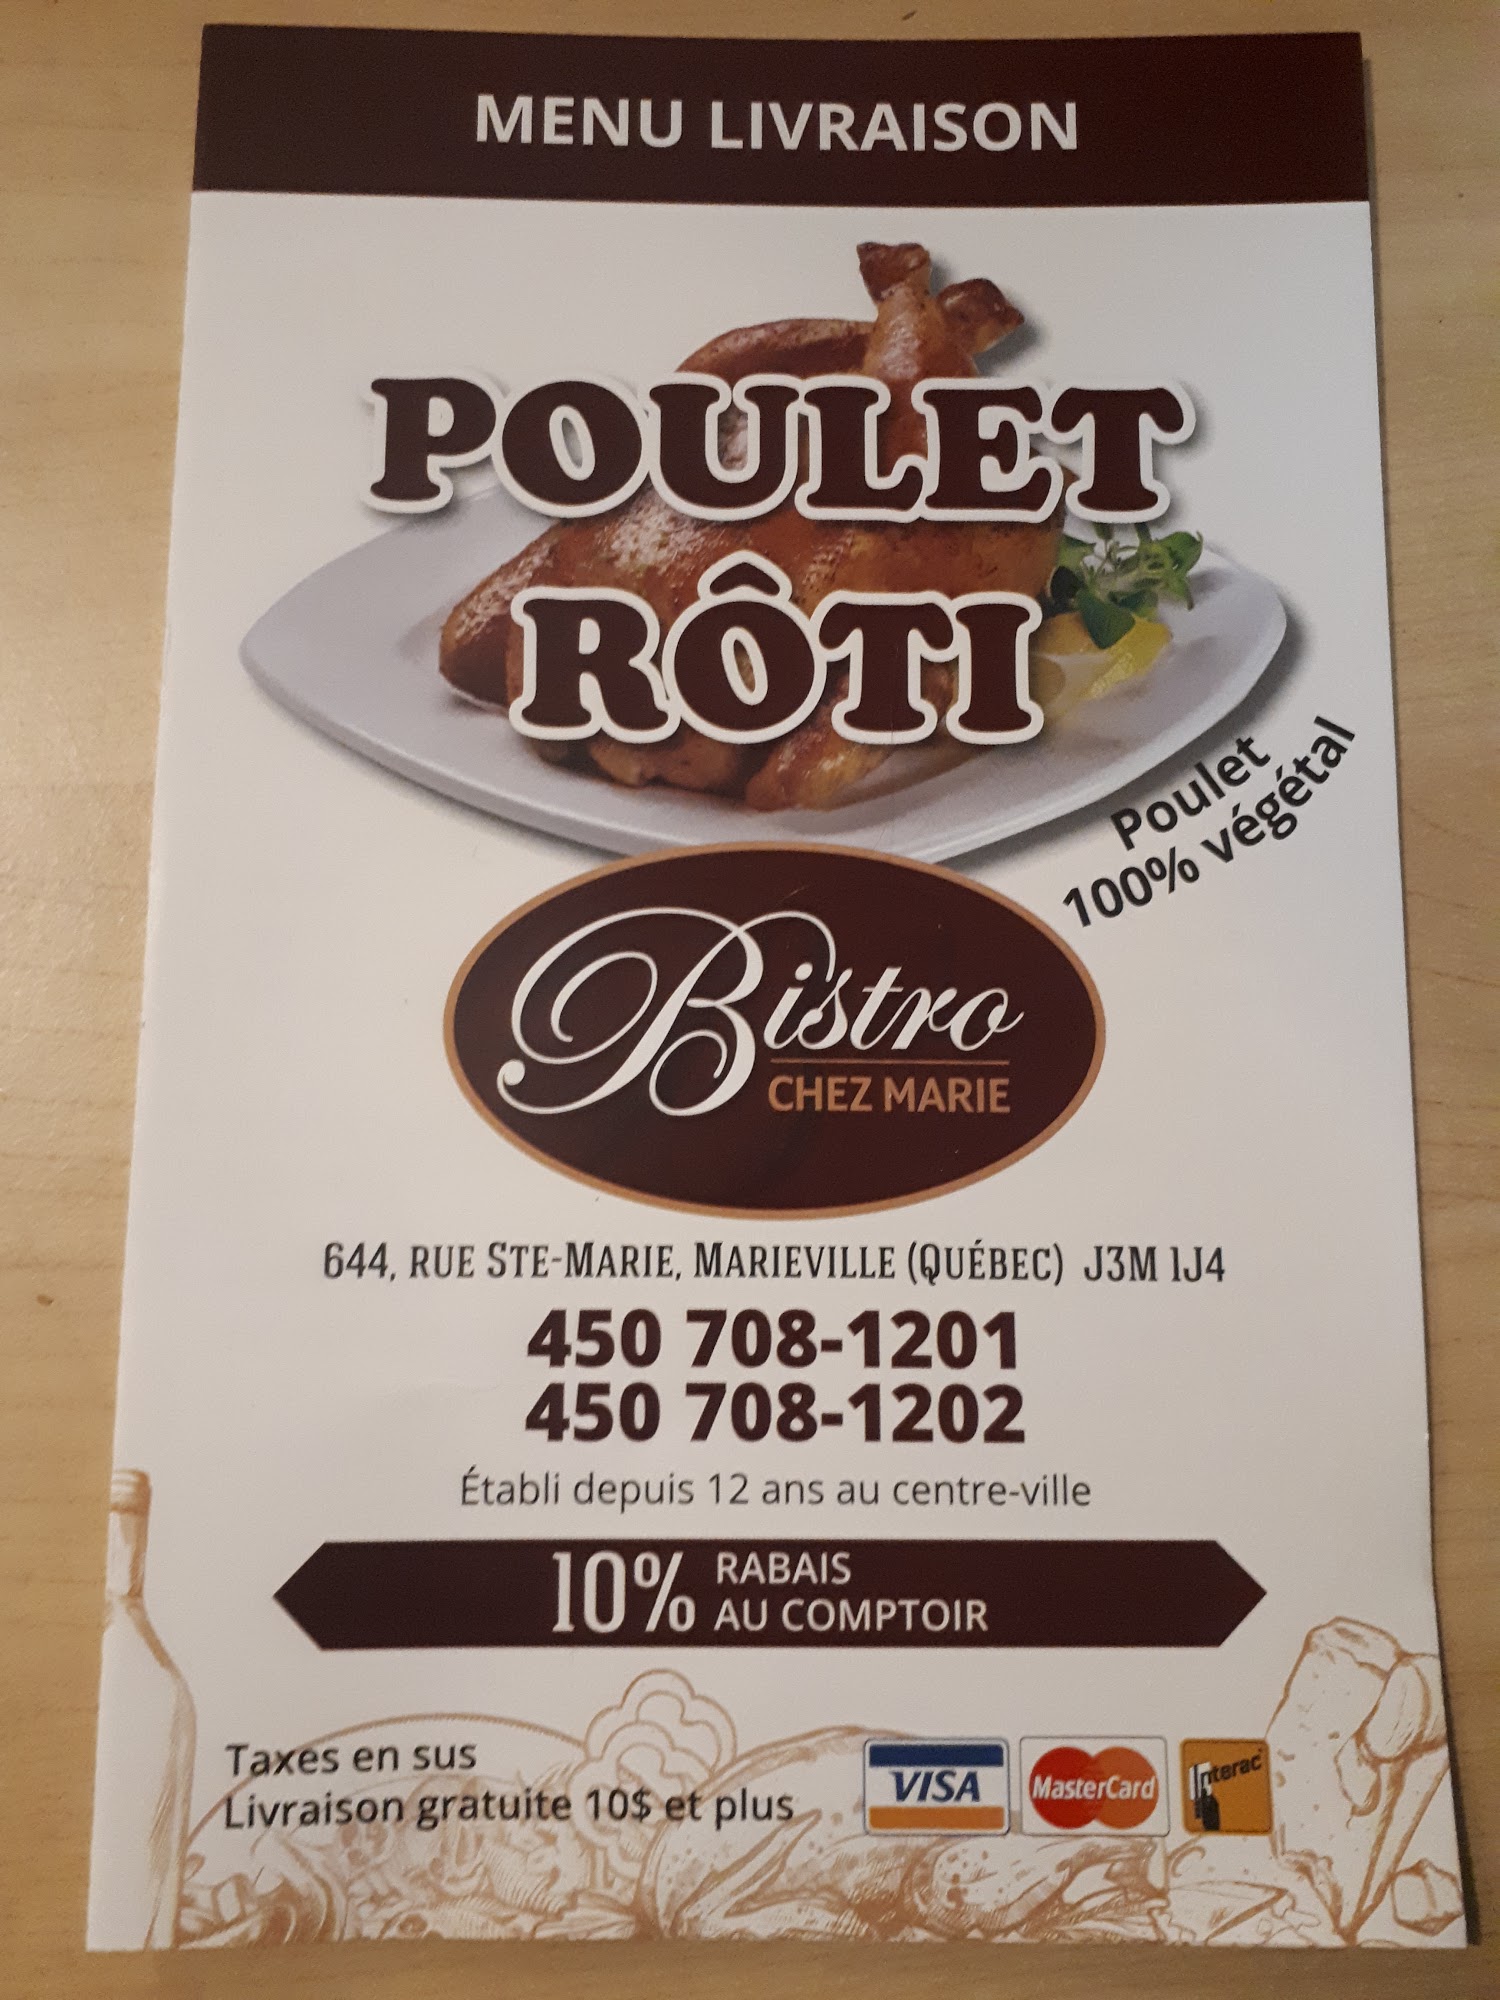 MENU LIVRAISON
POULET
RÔTI
Poulet
100% végétal
Bistro
CHEZ MARIE
644, RUE STE-MARIE, MARIEVILLE (QUÉBEC) J3M 1J4
450 708-1201
450 708-1202
Établi depuis 12 ans au centre-ville
10% RABAIS
AU COMPTOIR
Taxes en sus
Livraison gratuite 10$ et plus
VISA
MasterCard
Interac